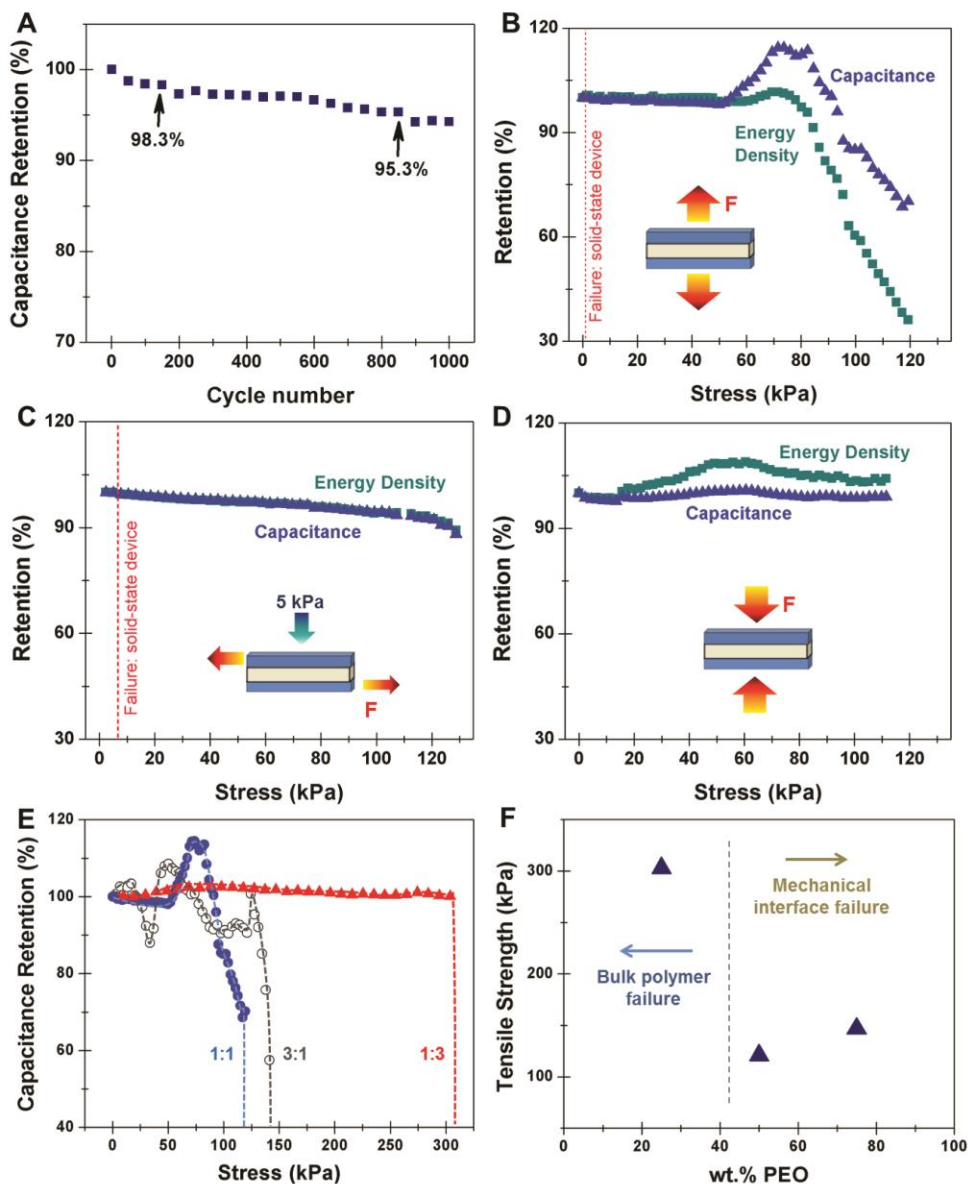 A
Capacitance Retention (%)
100
90
80
70
98.3%
95.3%
0 200 400 600 800 1000
Cycle number
B
Retention (%)
120
90
60
30
Failure: solid-state device
Capacitance
Energy
Density
F
0 20 40 60 80 100 120
Stress (kPa)
C
Retention (%)
120
90
60
30
Failure: solid-state device
Energy Density
Capacitance
5 kPa
F
0 20 40 60 80 100 120
Stress (kPa)
D
Retention (%)
120
90
60
30
Energy Density
Capacitance
F
0 20 40 60 80 100 120
Stress (kPa)
E
Capacitance Retention (%)
120
100
80
60
40
1:1 3:1 1:3
0 50 100 150 200 250 300
Stress (kPa)
F
Tensile Strength (kPa)
300
200
100
Mechanical
interface failure
Bulk polymer
failure
0 20 40 60 80 100
wt.% PEO